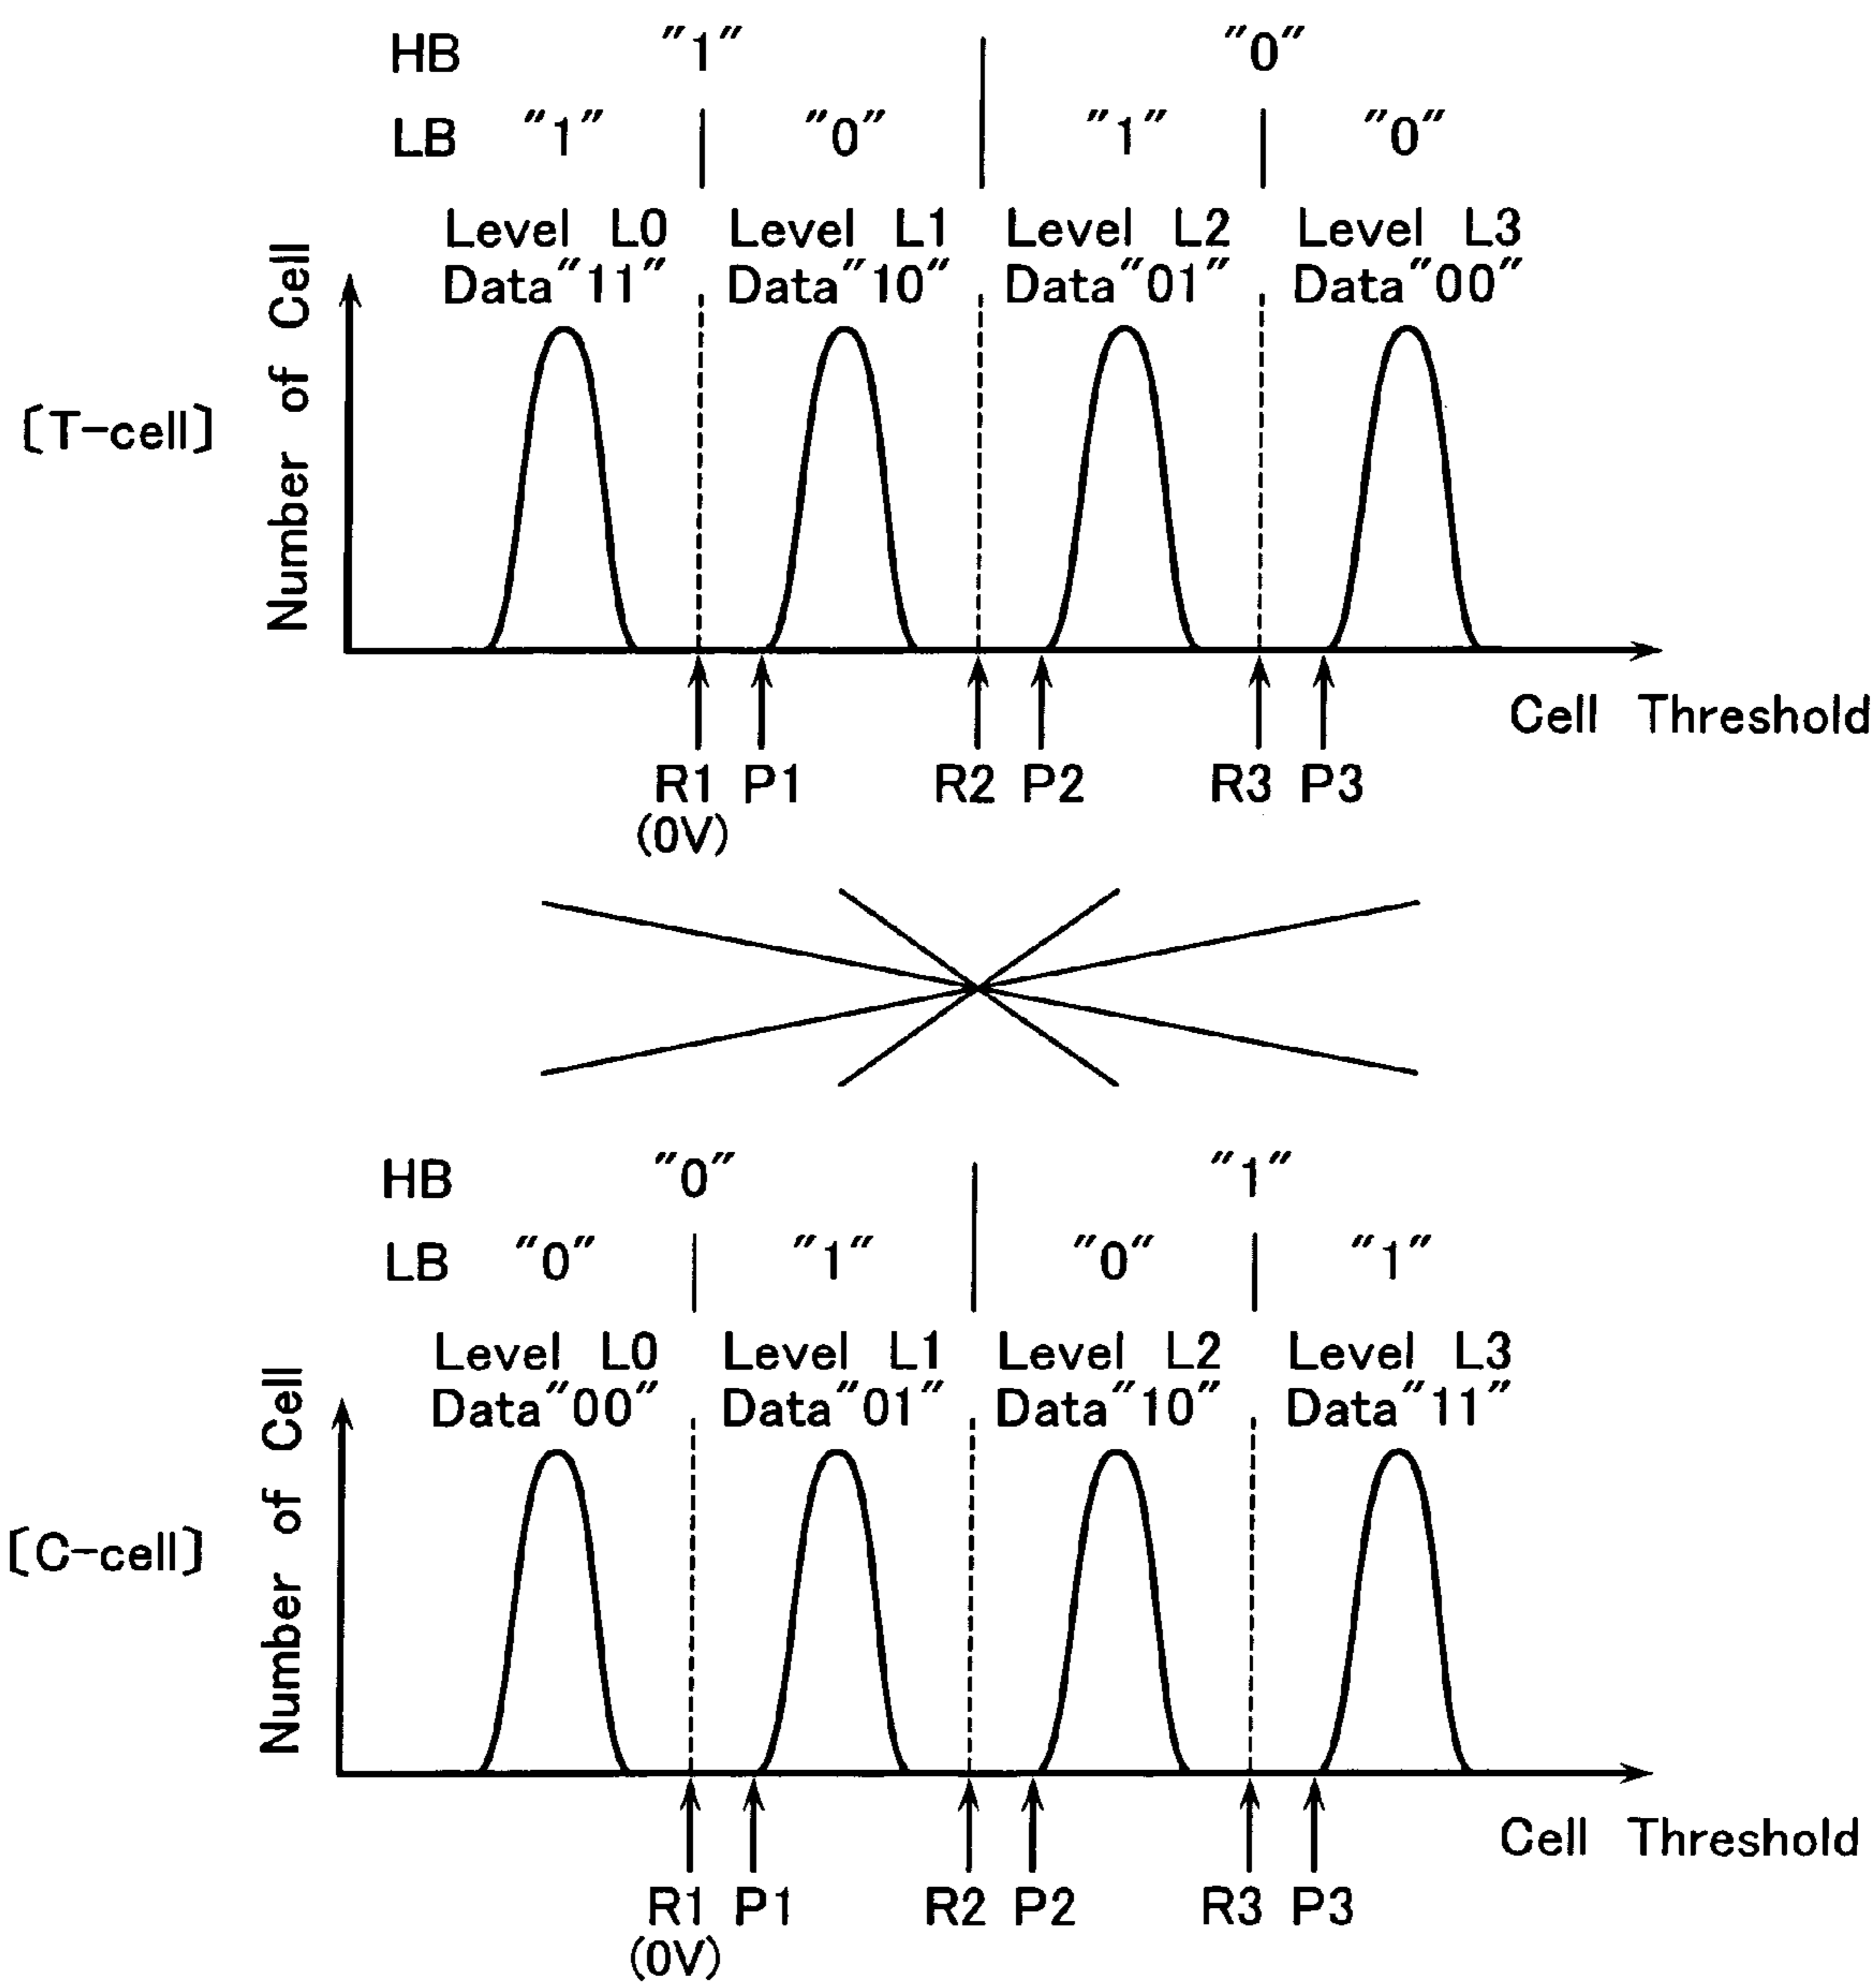 HB "1" "0"
LB "1" "0" "1" "0"
Level L0 Level L1 Level L2 Level L3
Data"11" Data"10" Data"01" Data"00"
Number of Cell
[T-cell]
Cell Threshold
R1 P1 R2 P2 R3 P3
(0V)
HB "0" "1"
LB "0" "1" "0" "1"
Level L0 Level L1 Level L2 Level L3
Data"00" Data"01" Data"10" Data"11"
Number of Cell
[C-cell]
Cell Threshold
R1 P1 R2 P2 R3 P3
(0V)